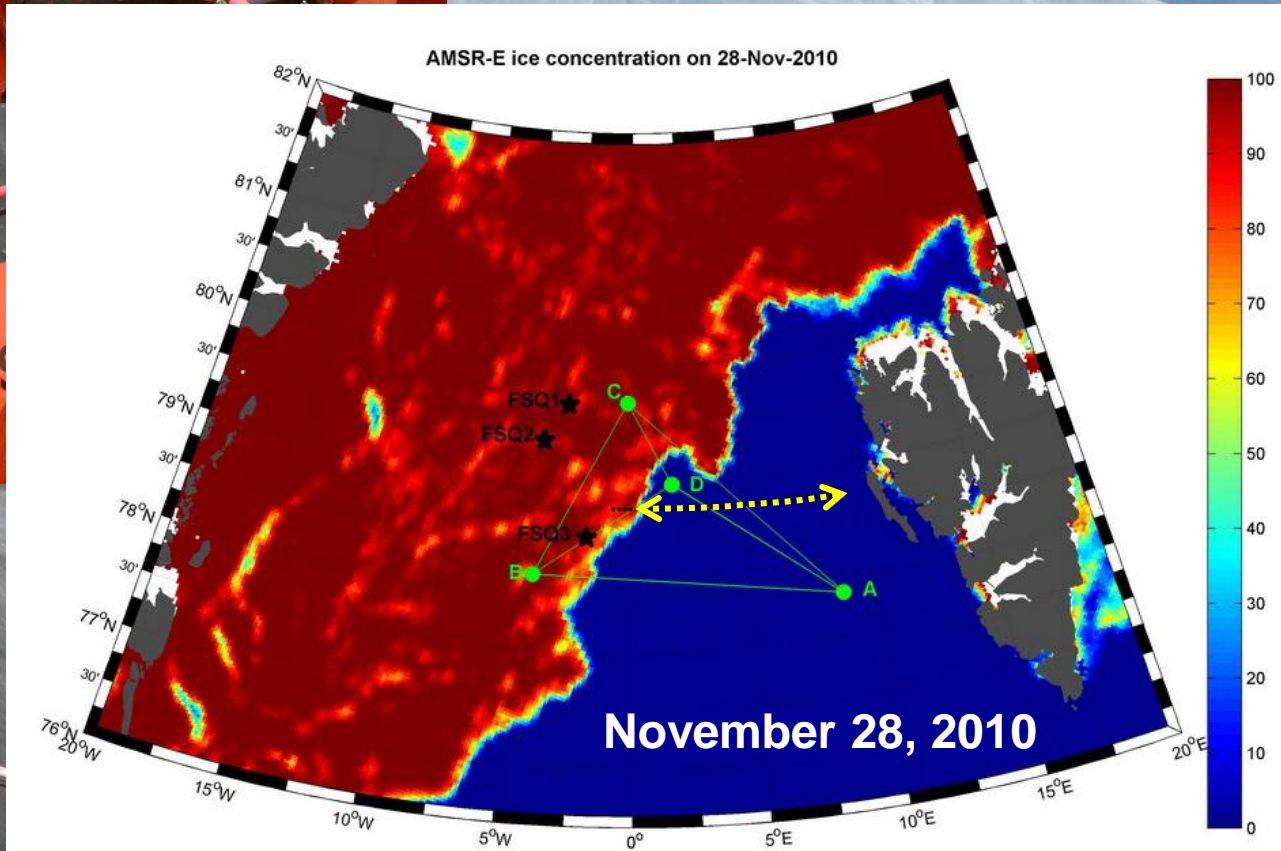 AMSR-E ice concentration on 28-Nov-2010
82°N
30'
81°N
30'
80°N
30'
79°N
30'
78°N
30'
77°N
30'
76°N
20°W
15°W
10°W
5°W
0°
5°E
10°E
15°E
20°E
FSQ1
C
FSQ2
D
FSQ3
B
A
November 28, 2010
100
90
80
70
60
50
40
30
20
10
0